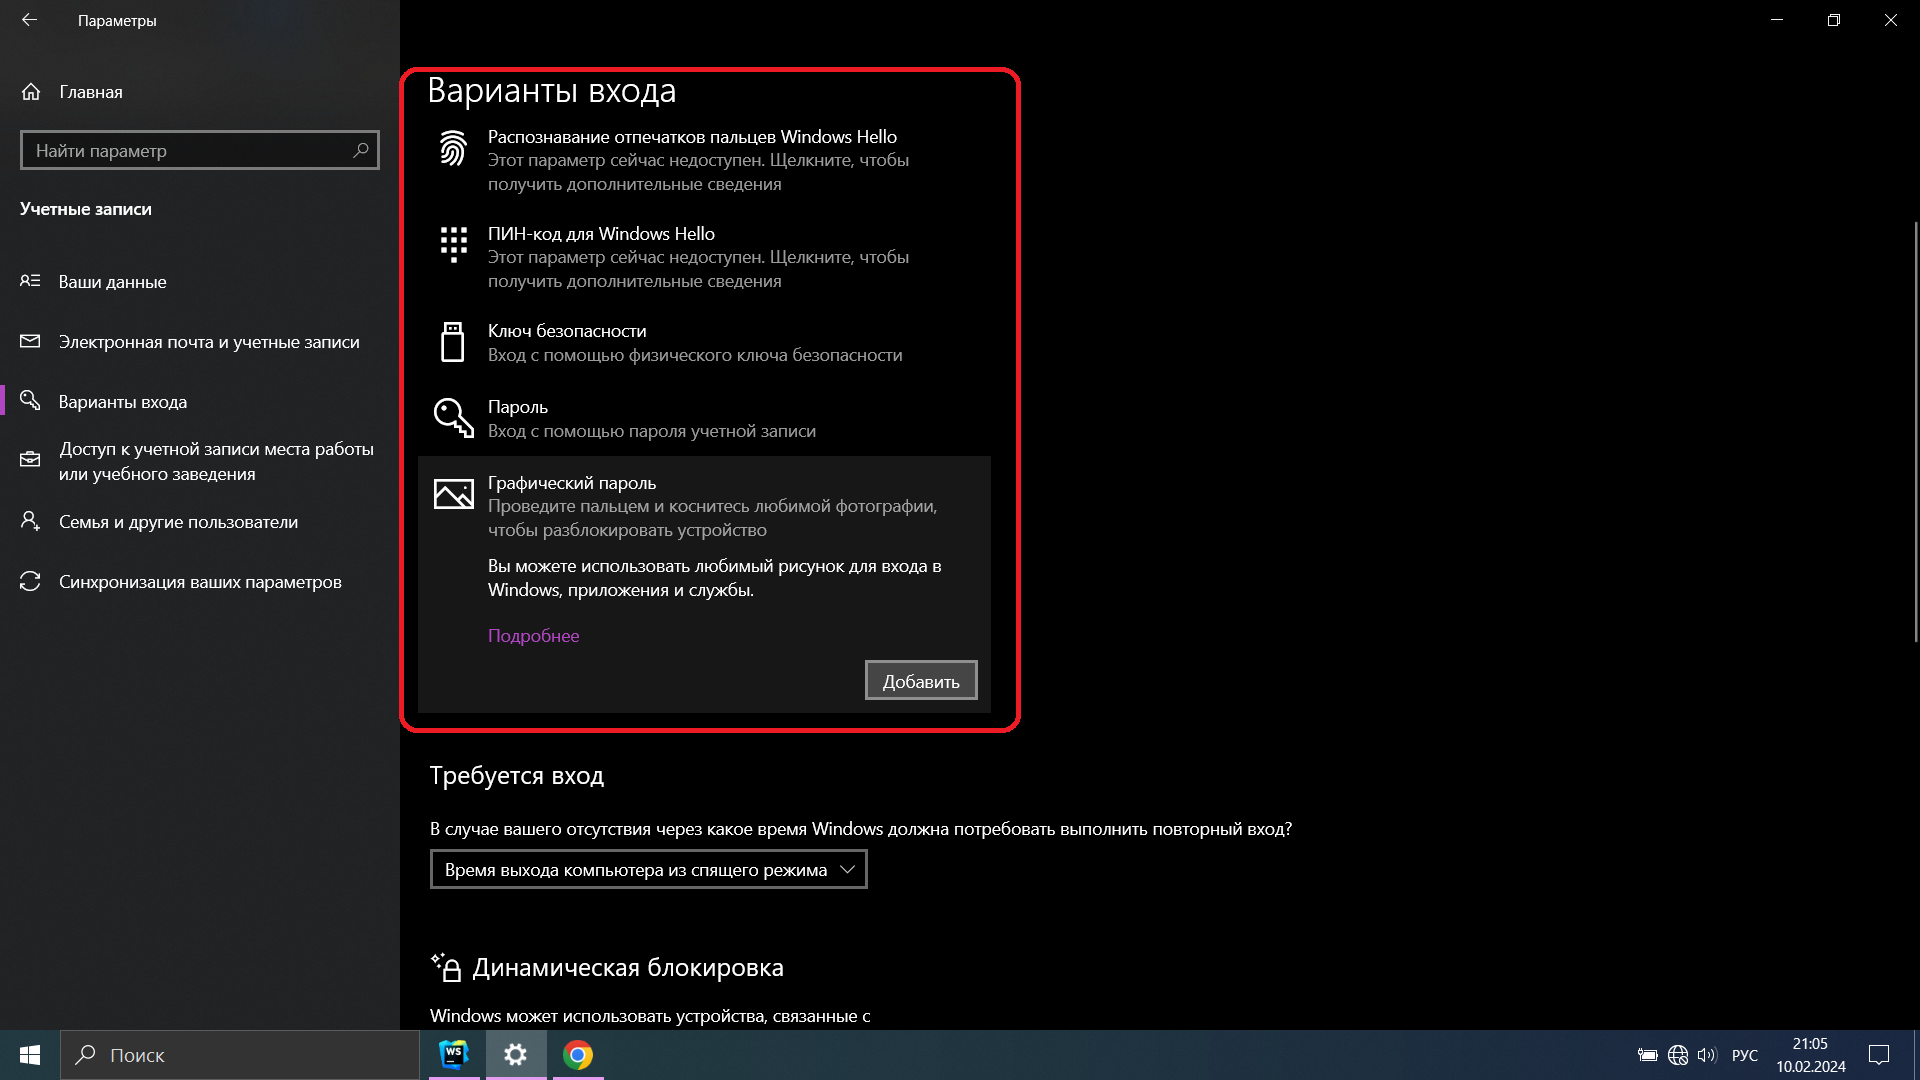 Параметры
Главная
Найти параметр
Учетные записи
Ваши данные
Электронная почта и учетные записи
Варианты входа
Доступ к учетной записи места работы
или учебного заведения
Семья и другие пользователи
Синхронизация ваших параметров
Варианты входа
Распознавание отпечатков пальцев Windows Hello
Этот параметр сейчас недоступен. Щелкните, чтобы
получить дополнительные сведения
ПИН-код для Windows Hello
Этот параметр сейчас недоступен. Щелкните, чтобы
получить дополнительные сведения
Ключ безопасности
Вход с помощью физического ключа безопасности
Пароль
Вход с помощью пароля учетной записи
Графический пароль
Проведите пальцем и коснитесь любимой фотографии,
чтобы разблокировать устройство
Вы можете использовать любимый рисунок для входа в
Windows, приложения и службы.
Подробнее
Добавить
Требуется вход
В случае вашего отсутствия через какое время Windows должна потребовать выполнить повторный вход?
Время выхода компьютера из спящего режима
Динамическая блокировка
Windows может использовать устройства, связанные с
Поиск
WS
РУС
21:05
10.02.2024